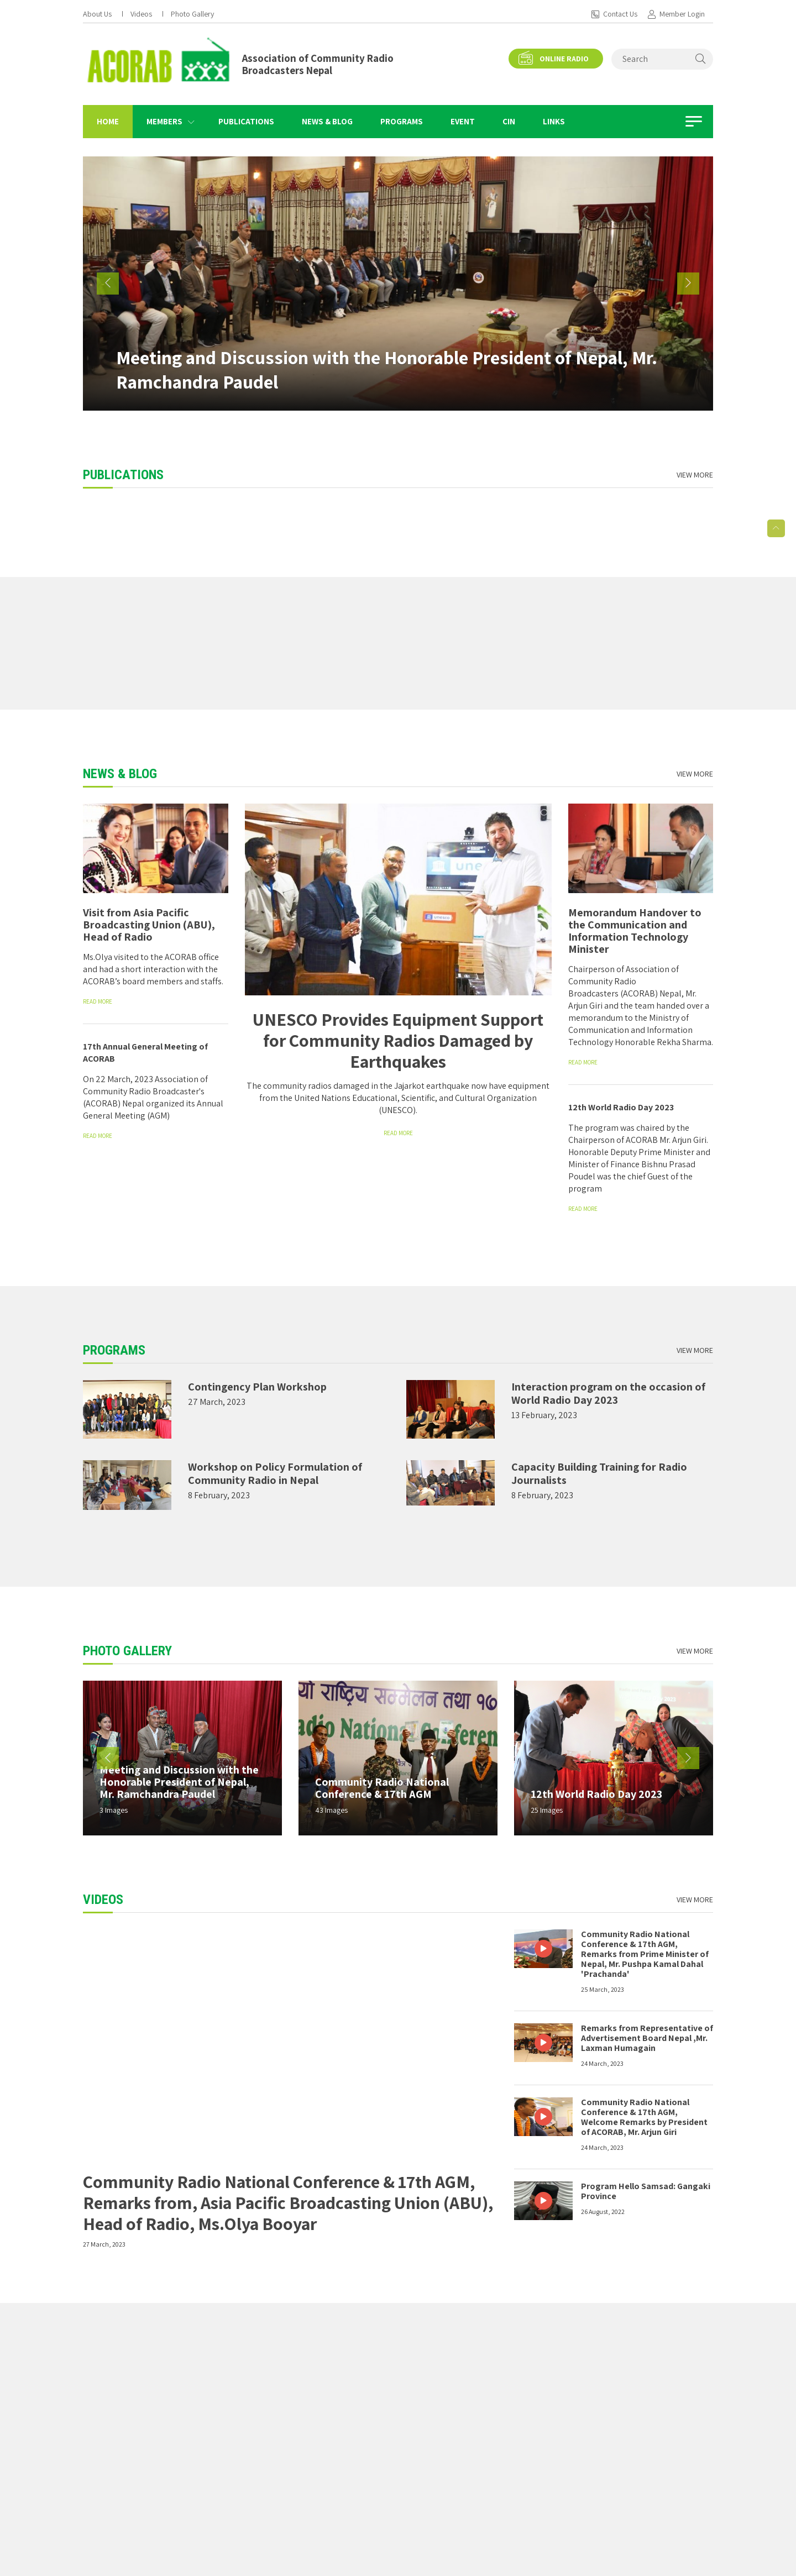 About Us
Videos
Photo Gallery
Contact Us
Member Login
ACORAB
Association of Community Radio
Broadcasters Nepal
ONLINE RADIO
Search
HOME
MEMBERS
PUBLICATIONS
NEWS & BLOG
PROGRAMS
EVENT
CIN
LINKS
Meeting and Discussion with the Honorable President of Nepal, Mr.
Ramchandra Paudel
PUBLICATIONS
VIEW MORE
NEWS & BLOG
VIEW MORE
Visit from Asia Pacific
Broadcasting Union (ABU),
Head of Radio
Ms.Olya visited to the ACORAB office
and had a short interaction with the
ACORAB's board members and staffs.
READ MORE
17th Annual General Meeting of
ACORAB
On 22 March, 2023 Association of
Community Radio Broadcaster's
(ACORAB) Nepal organized its Annual
General Meeting (AGM)
READ MORE
UNESCO Provides Equipment Support
for Community Radios Damaged by
Earthquakes
The community radios damaged in the Jajarkot earthquake now have equipment
from the United Nations Educational, Scientific, and Cultural Organization
(UNESCO).
READ MORE
Memorandum Handover to
the Communication and
Information Technology
Minister
Chairperson of Association of
Community Radio
Broadcasters (ACORAB) Nepal, Mr.
Arjun Giri and the team handed over a
memorandum to the Ministry of
Communication and Information
Technology Honorable Rekha Sharma.
READ MORE
12th World Radio Day 2023
The program was chaired by the
Chairperson of ACORAB Mr. Arjun Giri.
Honorable Deputy Prime Minister and
Minister of Finance Bishnu Prasad
Poudel was the chief Guest of the
program
READ MORE
PROGRAMS
VIEW MORE
Contingency Plan Workshop
27 March, 2023
Interaction program on the occasion of
World Radio Day 2023
13 February, 2023
Workshop on Policy Formulation of
Community Radio in Nepal
8 February, 2023
Capacity Building Training for Radio
Journalists
8 February, 2023
PHOTO GALLERY
VIEW MORE
Meeting and Discussion with the
Honorable President of Nepal,
Mr. Ramchandra Paudel
3 Images
यो राष्ट्रिय सम्मेलन तथा १७
adio National Conferen
Community Radio National
Conference & 17th AGM
43 Images
12th World Radio Day 2023
25 Images
VIDEOS
VIEW MORE
Community Radio National Conference & 17th AGM,
Remarks from, Asia Pacific Broadcasting Union (ABU),
Head of Radio, Ms.Olya Booyar
27 March, 2023
Community Radio National
Conference & 17th AGM,
Remarks from Prime Minister of
Nepal, Mr. Pushpa Kamal Dahal
'Prachanda'
25 March, 2023
Remarks from Representative of
Advertisement Board Nepal ,Mr.
Laxman Humagain
24 March, 2023
Community Radio National
Conference & 17th AGM,
Welcome Remarks by President
of ACORAB, Mr. Arjun Giri
24 March, 2023
Program Hello Samsad: Gangaki
Province
26 August, 2022